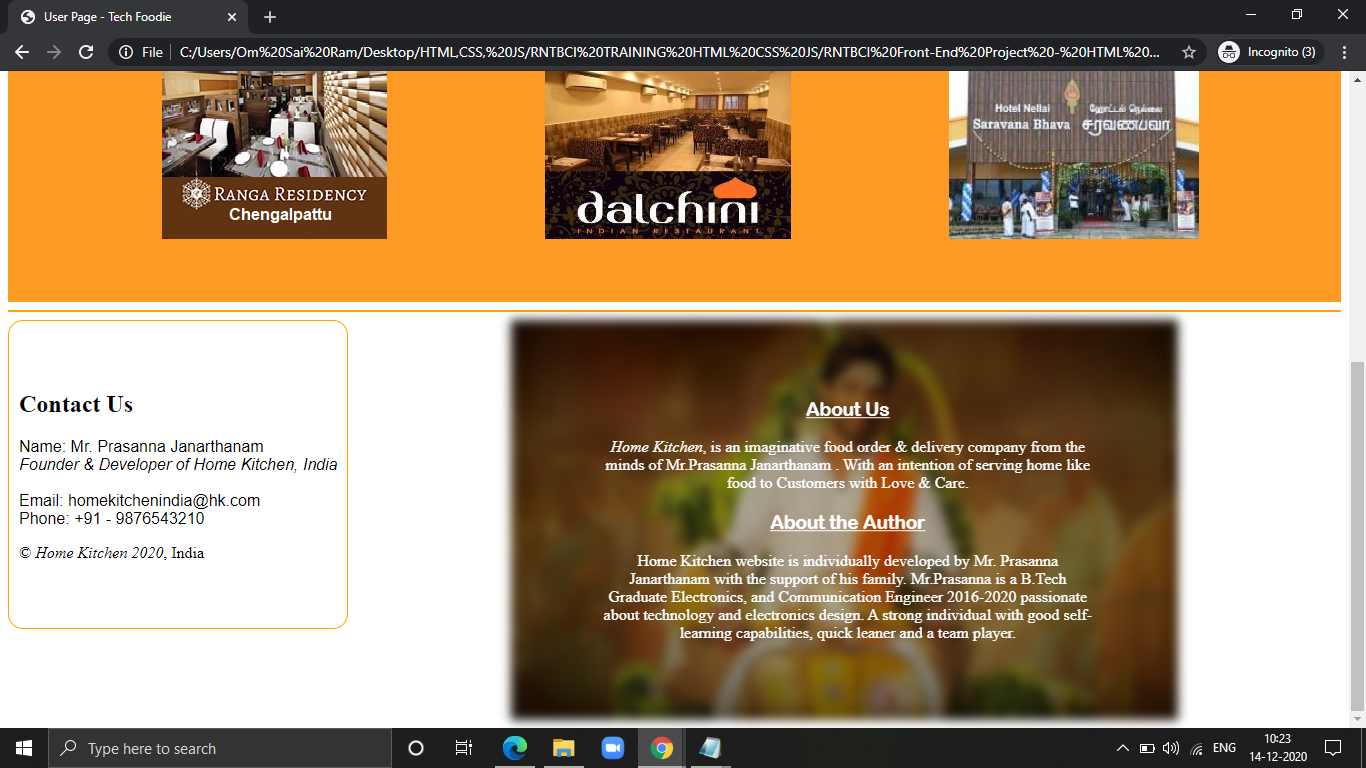 User Page - Tech Foodie
File
C:/Users/Om%20Sai%20Ram/Desktop/HTML,CSS,%20JS/RNTBCI%20TRAINING%20HTML%20CSS%20JS/RNTBCI%20Front-End%20Project%20-%20HTML%20...
Incognito (3)
RANGA RESIDENCY
Chengalpattu
dalchini
INDIAN RESTAURANT
Hotel Nellai
ஹோட்டல் நெல்லை
Saravana Bhava
சரவணபவா
Contact Us
Name: Mr. Prasanna Janarthanam
Founder & Developer of Home Kitchen, India
Email: homekitchenindia@hk.com
Phone: +91 - 9876543210
© Home Kitchen 2020, India
About Us
Home Kitchen, is an imaginative food order & delivery company from the
minds of Mr.Prasanna Janarthanam . With an intention of serving home like
food to Customers with Love & Care.
About the Author
Home Kitchen website is individually developed by Mr. Prasanna
Janarthanam with the support of his family. Mr.Prasanna is a B.Tech
Graduate Electronics, and Communication Engineer 2016-2020 passionate
about technology and electronics design. A strong individual with good self-
learning capabilities, quick leaner and a team player.
Type here to search
ENG
10:23
14-12-2020